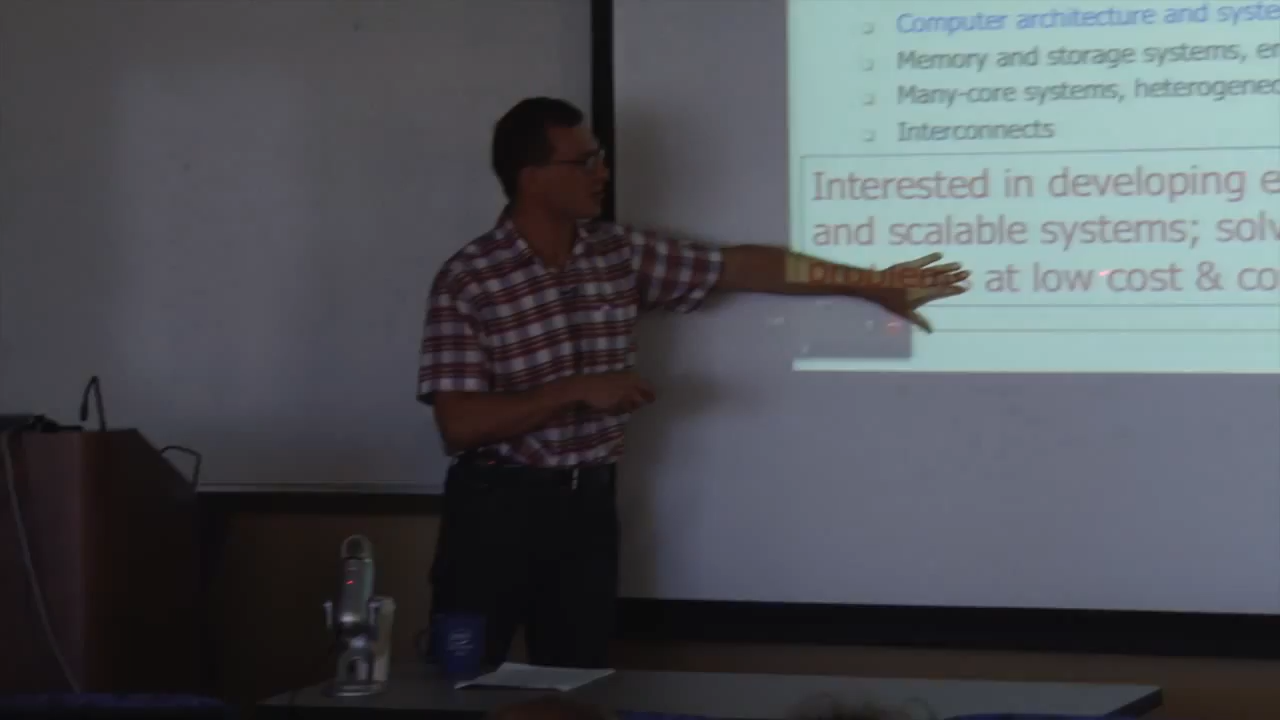 Computer architecture and syste
Memory and storage systems, e
Many-core systems, heterogene
Interconnects
Interested in developing e
and scalable systems; solv
Problems at low cost & co